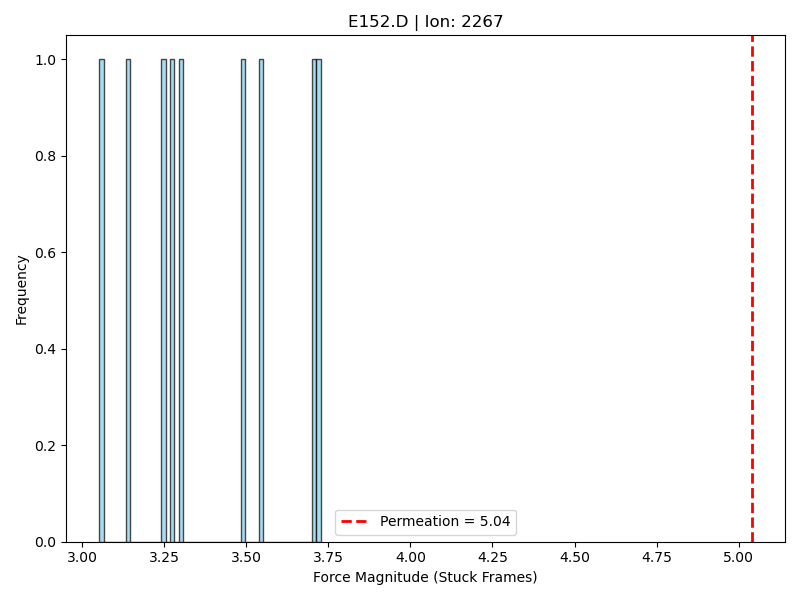 E152.D | Ion: 2267
Frequency
1.0
0.8
0.6
0.4
0.2
0.0
3.00 3.25 3.50 3.75 4.00 4.25 4.50 4.75 5.00
Permeation = 5.04
Force Magnitude (Stuck Frames)